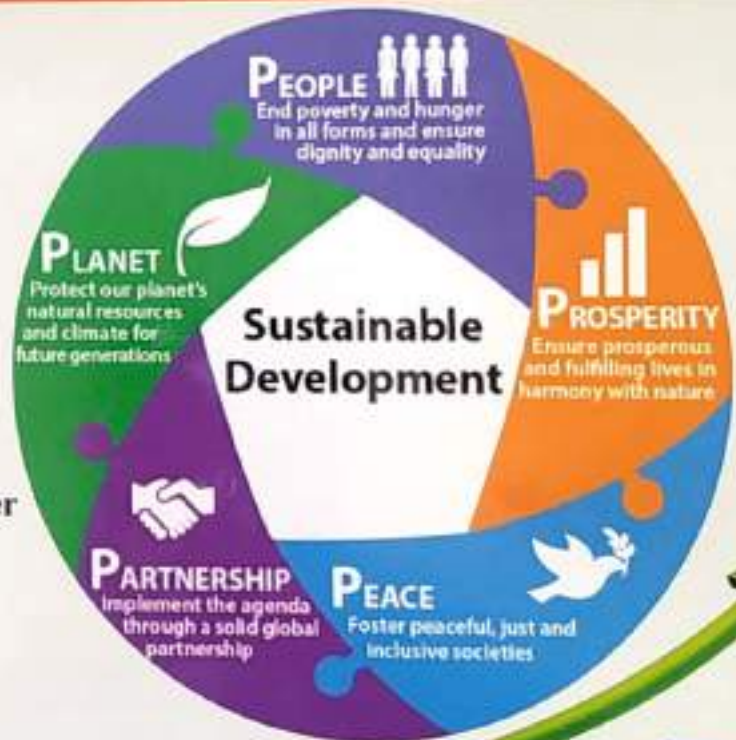 PEOPLE
End poverty and hunger
in all forms and ensure
dignity and equality
PROSPERITY
Ensure prosperous
and fulfilling lives in
harmony with nature
PEACE
Foster peaceful, just and
inclusive societies
PARTNERSHIP
Implement the agenda
through a solid global
partnership
PLANET
Protect our planet's
natural resources
and climate for
future generations
Sustainable
Development
er